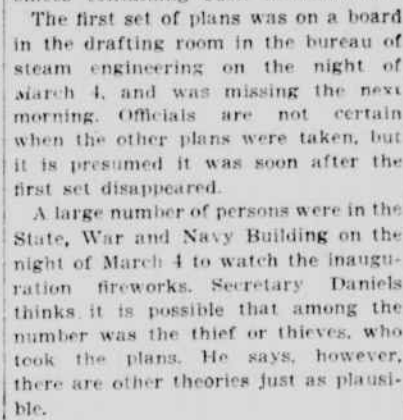 The first set of plans was on a board
in the drafting room in the bureau of
steam engineering on the night of
March 4, and was missing the next
morning. Officials are not certain
when the other plans were taken, but
it is presumed it was soon after the
first set disappeared.
A large number of persons were in the
State, War and Navy Building on the
night of March 4 to watch the inaugu-
ration fireworks. Secretary Daniels
thinks it is possible that among the
number was the thief or thieves, who
took the plans. He says, however,
there are other theories just as plausi-
ble.